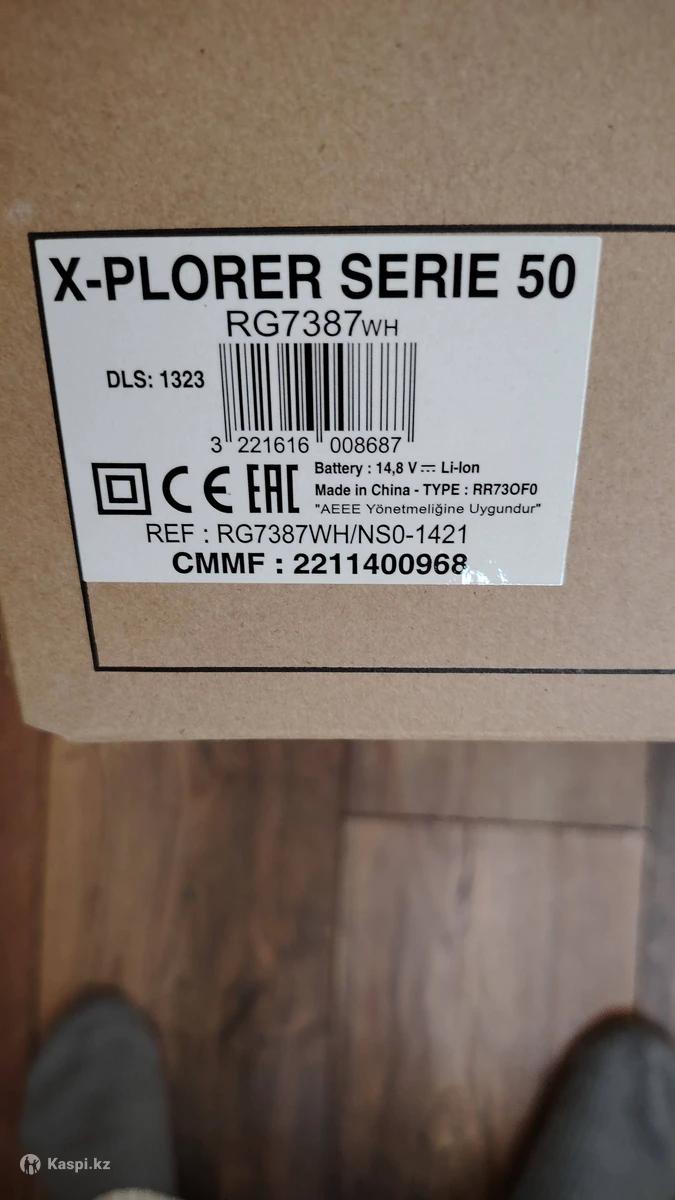 X-PLORER SERIE 50
RG7387WH
DLS: 1323
3 221616 008687
CE EAC
Battery : 14,8 V ⎓ Li-Ion
Made in China - TYPE : RR73OF0
"AEEE Yönetmeliğine Uygundur"
REF : RG7387WH/NS0-1421
CMMF : 2211400968
Kaspi.kz